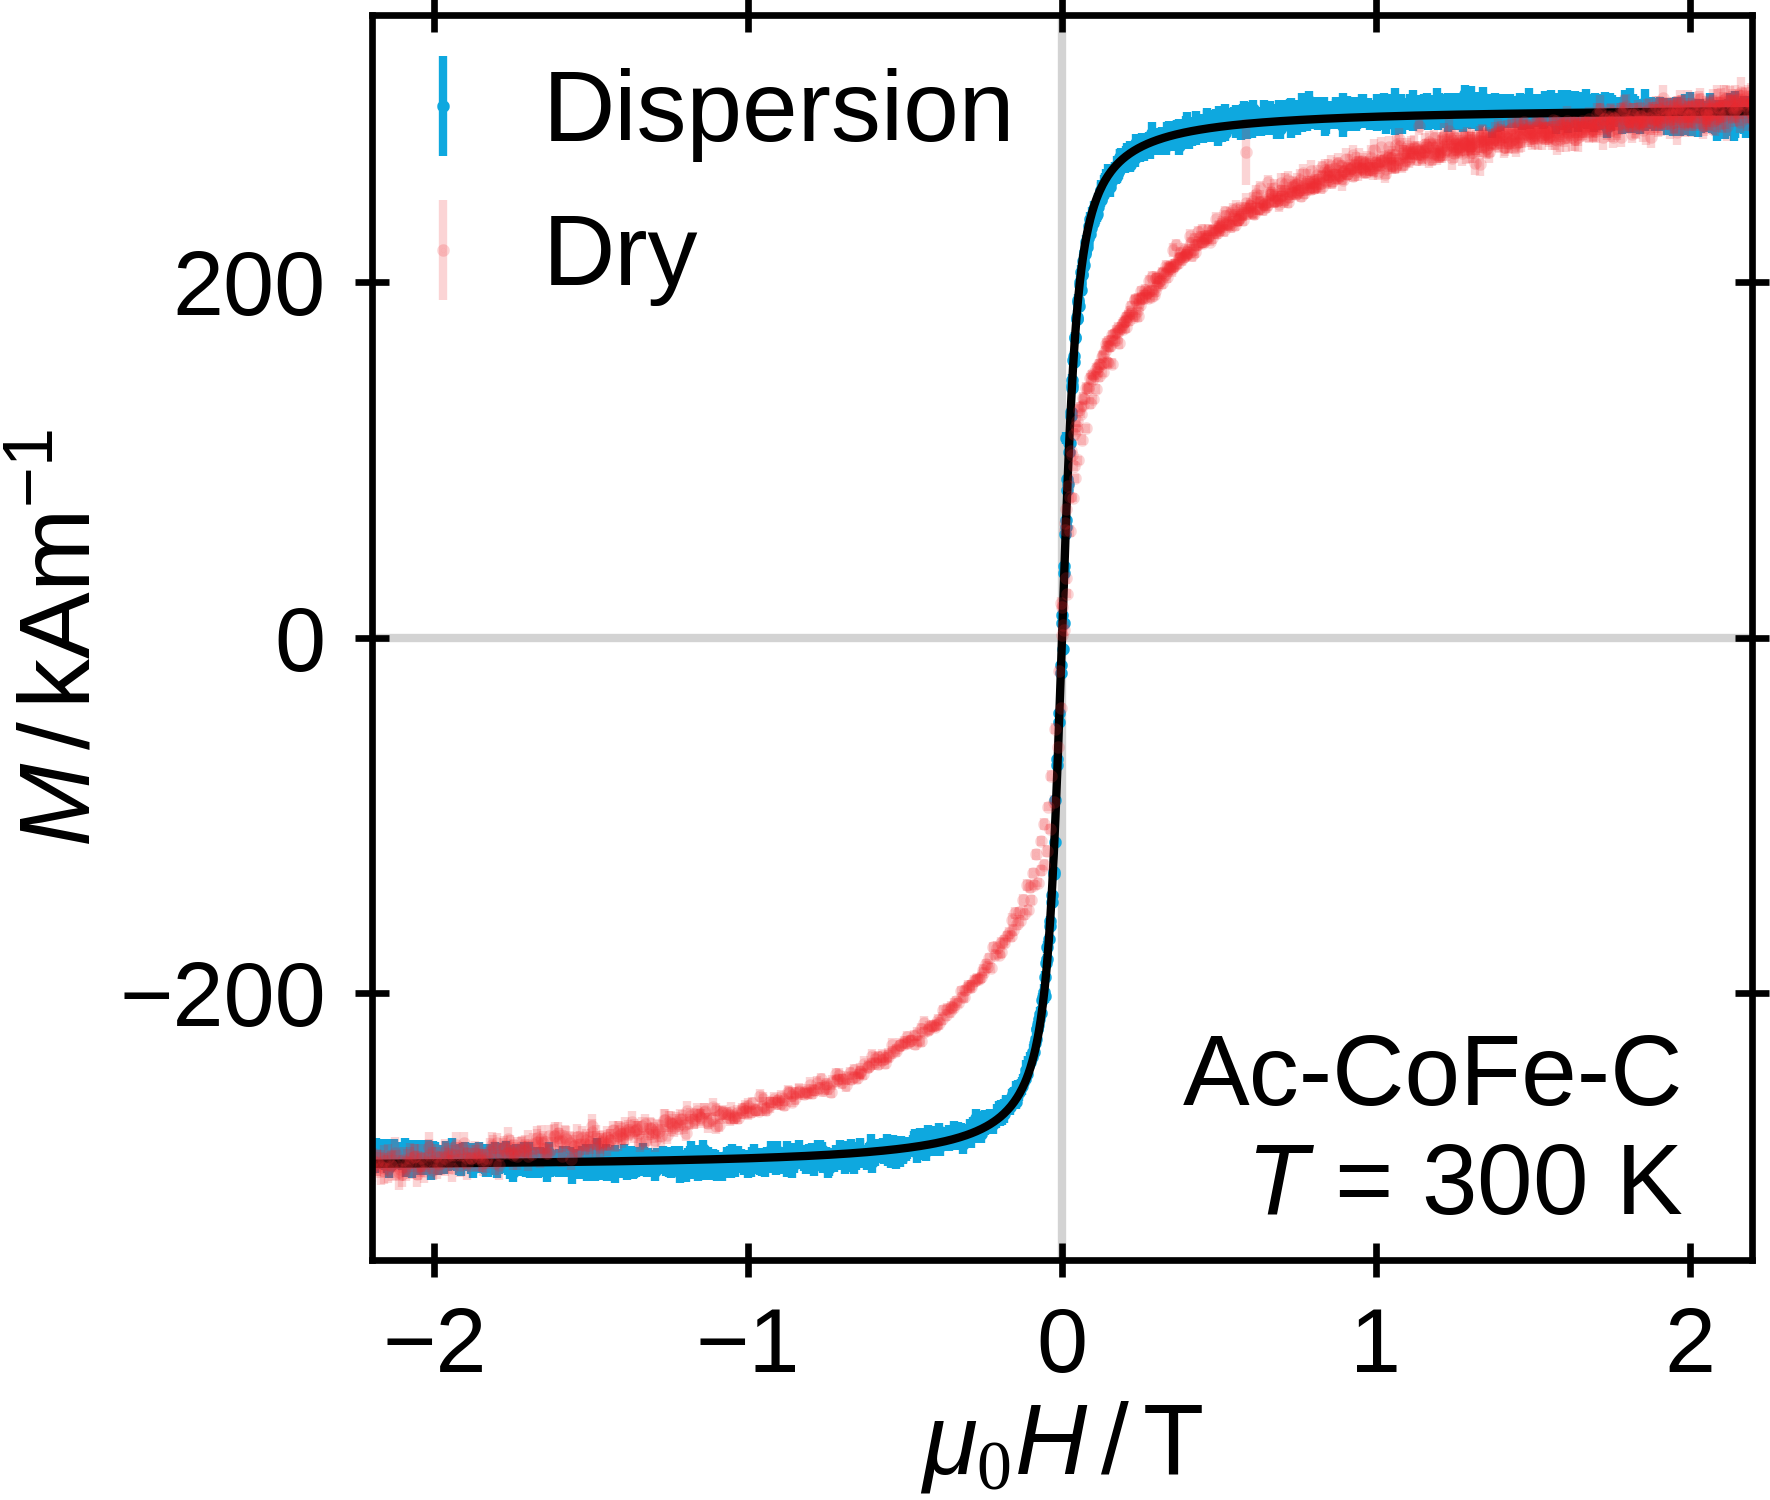 Dispersion
Dry
200
0
−200
M / kAm⁻¹
Ac-CoFe-C
T = 300 K
−2 −1 0 1 2
μ₀H / T